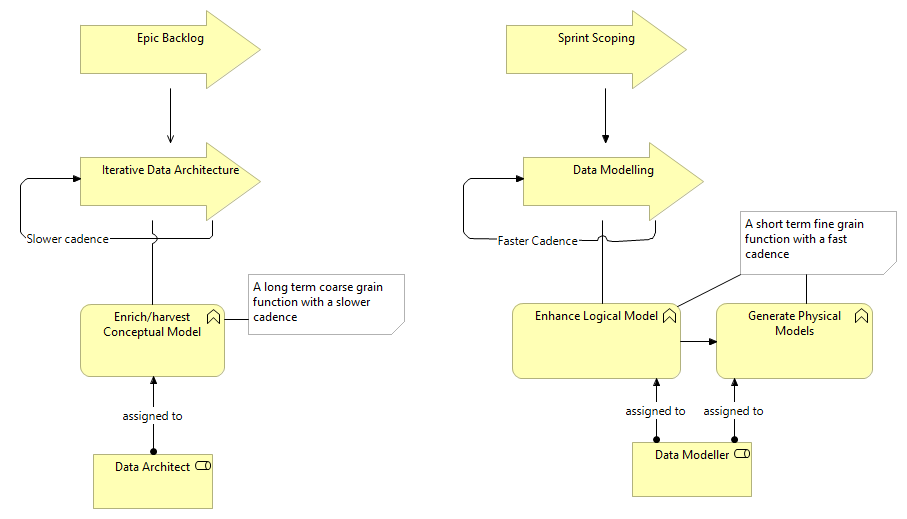 Epic Backlog
Sprint Scoping
Iterative Data Architecture
Data Modelling
Slower cadence
Faster Cadence
A short term fine grain
function with a fast
cadence
A long term coarse grain
function with a slower
cadence
Enrich/harvest
Conceptual Model
Enhance Logical Model
Generate Physical
Models
assigned to
assigned to
assigned to
Data Architect
Data Modeller